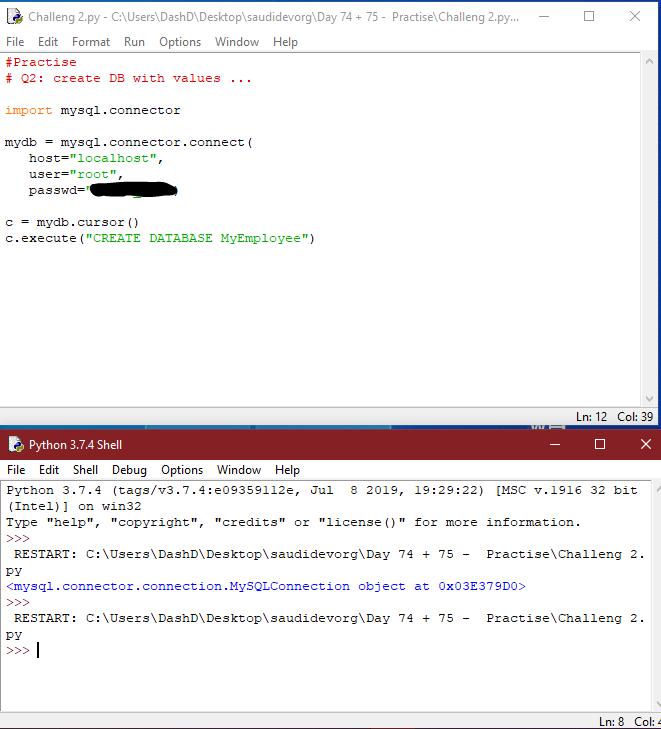 Challeng 2.py - C:\Users\DashD\Desktop\saudidevorg\Day 74 + 75 -  Practise\Challeng 2.py...
File Edit Format Run Options Window Help
#Practise
# Q2: create DB with values ...
import mysql.connector
mydb = mysql.connector.connect(
host="localhost",
user="root",
passwd="
c = mydb.cursor()
c.execute("CREATE DATABASE MyEmployee")
Ln: 12 Col: 39
Python 3.7.4 Shell
File Edit Shell Debug Options Window Help
Python 3.7.4 (tags/v3.7.4:e09359112e, Jul  8 2019, 19:29:22) [MSC v.1916 32 bit
(Intel)] on win32
Type "help", "copyright", "credits" or "license()" for more information.
>>>
RESTART: C:\Users\DashD\Desktop\saudidevorg\Day 74 + 75 -  Practise\Challeng 2.
py
<mysql.connector.connection.MySQLConnection object at 0x03E379D0>
>>>
RESTART: C:\Users\DashD\Desktop\saudidevorg\Day 74 + 75 -  Practise\Challeng 2.
py
>>>
Ln: 8 Col: 4